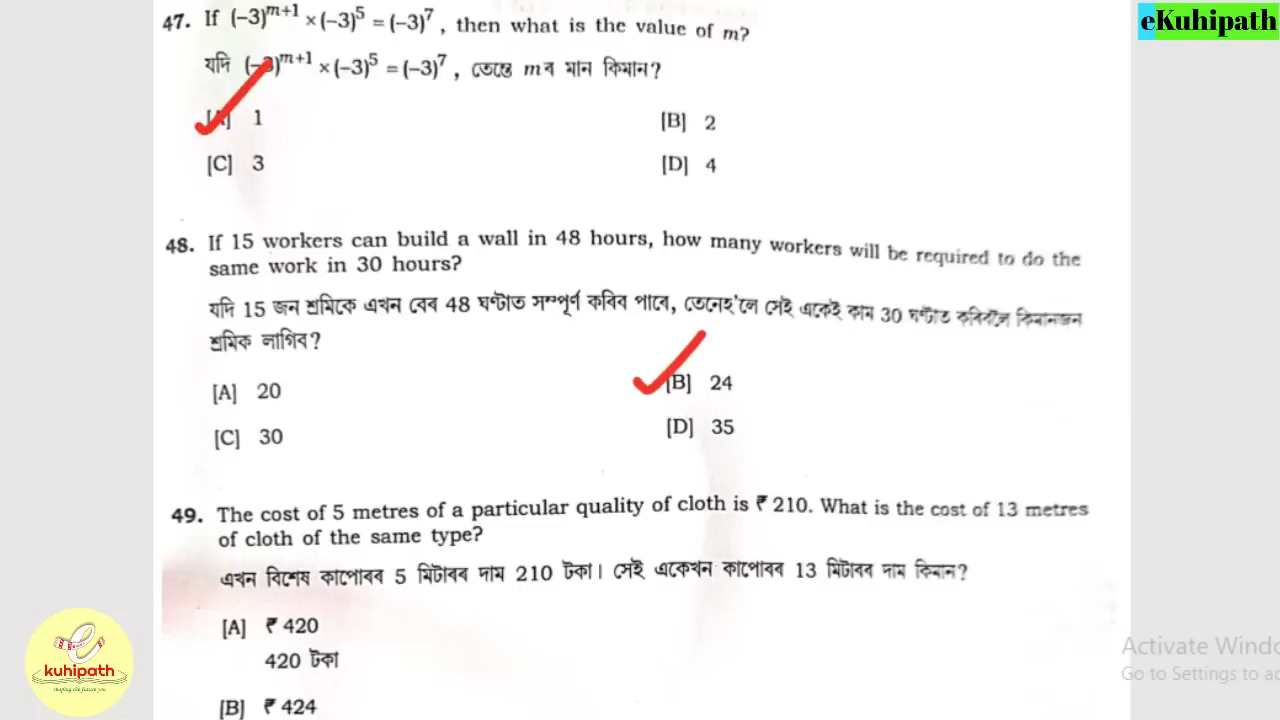 eKuhipath
47. If (–3)^{m+1} × (–3)^5 = (–3)^7, then what is the value of m?
যদি (–3)^{m+1} × (–3)^5 = (–3)^7, তেন্তে mৰ মান কিমান?
[A] 1
[B] 2
[C] 3
[D] 4
48. If 15 workers can build a wall in 48 hours, how many workers will be required to do the
same work in 30 hours?
যদি 15 জন শ্ৰমিকে এখন বেৰ 48 ঘণ্টাত সম্পূৰ্ণ কৰিব পাৰে, তেনেহ'লে সেই একেই কাম 30 ঘণ্টাত কৰিবলৈ কিমানজন
শ্ৰমিক লাগিব?
[A] 20
[B] 24
[C] 30
[D] 35
49. The cost of 5 metres of a particular quality of cloth is ₹ 210. What is the cost of 13 metres
of cloth of the same type?
এখন বিশেষ কাপোৰৰ 5 মিটাৰৰ দাম 210 টকা। সেই একেখন কাপোৰৰ 13 মিটাৰৰ দাম কিমান?
[A] ₹ 420
420 টকা
[B] ₹ 424
kuhipath
shaping the future you
Activate Windo
Go to Settings to ac